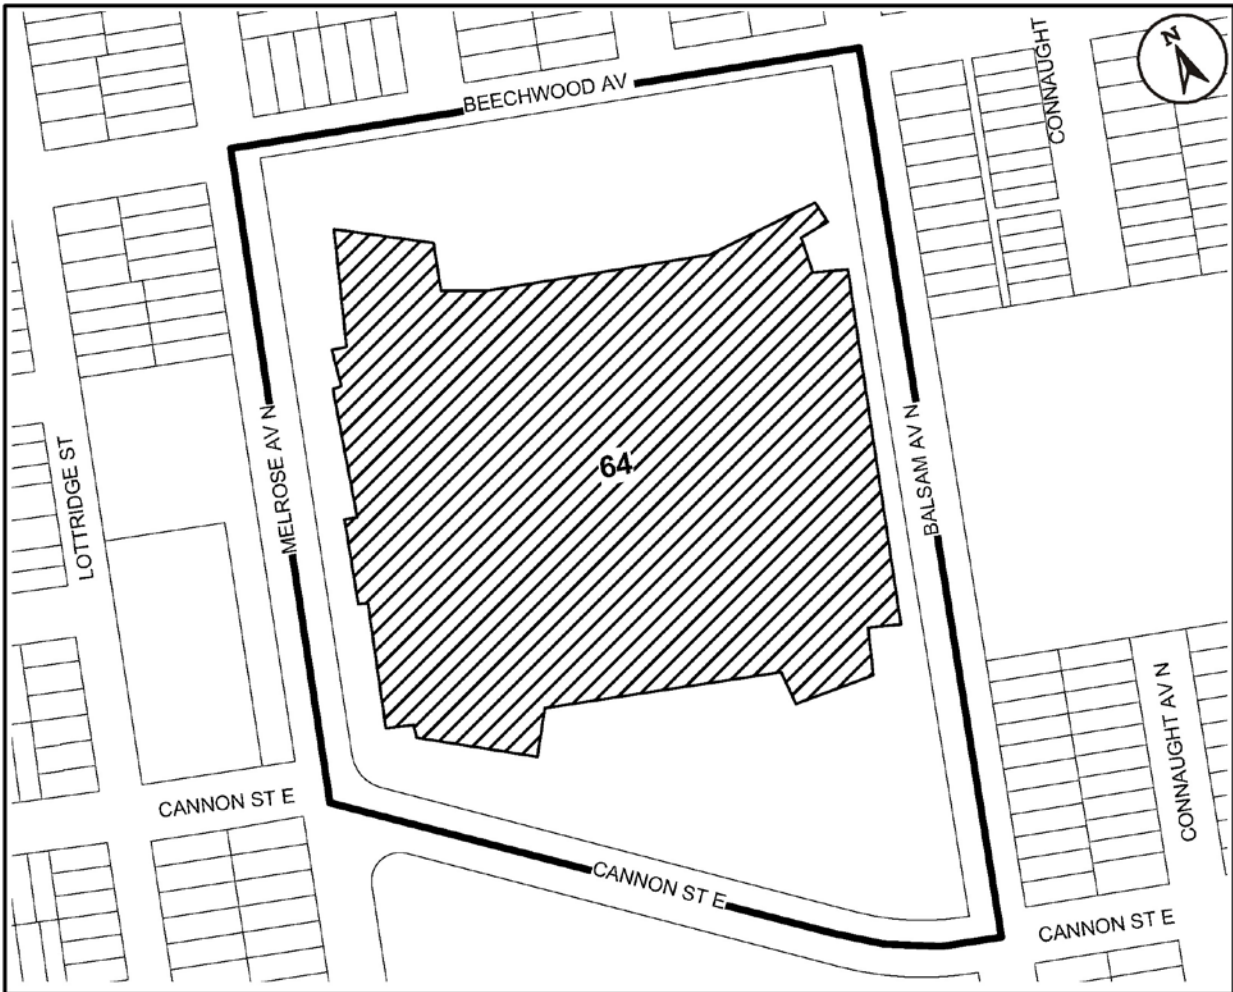 N
CONNAUGHT
BEECHWOOD AV
MELROSE AV N
BALSAM AV N
LOTTRIDGE ST
64
CONNAUGHT AV N
CANNON ST E
CANNON ST E
CANNON ST E